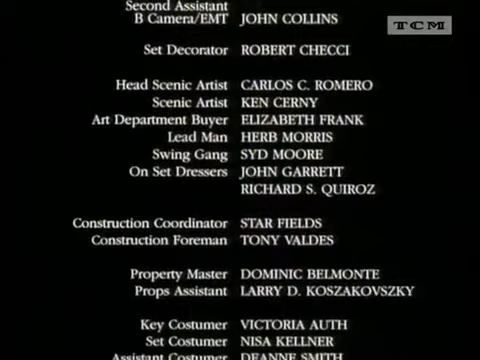 Second Assistant
B Camera/EMT JOHN COLLINS
TCM
Set Decorator ROBERT CHECCI
Head Scenic Artist CARLOS C. ROMERO
Scenic Artist KEN CERNY
Art Department Buyer ELIZABETH FRANK
Lead Man HERB MORRIS
Swing Gang SYD MOORE
On Set Dressers JOHN GARRETT
RICHARD S. QUIROZ
Construction Coordinator STAR FIELDS
Construction Foreman TONY VALDES
Property Master DOMINIC BELMONTE
Props Assistant LARRY D. KOSZAKOVSZKY
Key Costumer VICTORIA AUTH
Set Costumer NISA KELLNER
Assistant Costumer DEANNE SMITH